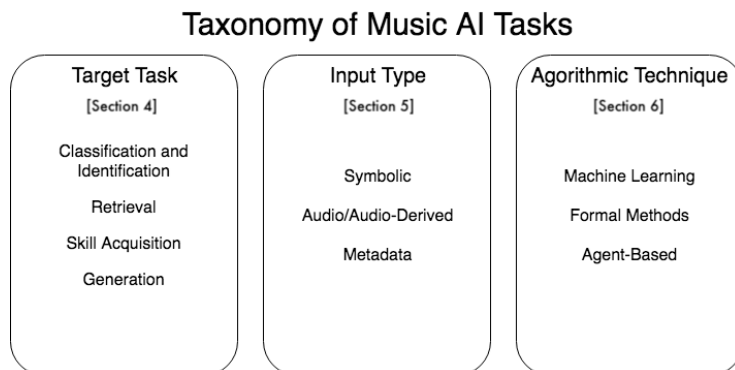 Taxonomy of Music AI Tasks
Target Task
[Section 4]
Classification and
Identification
Retrieval
Skill Acquisition
Generation
Input Type
[Section 5]
Symbolic
Audio/Audio-Derived
Metadata
Agorithmic Technique
[Section 6]
Machine Learning
Formal Methods
Agent-Based